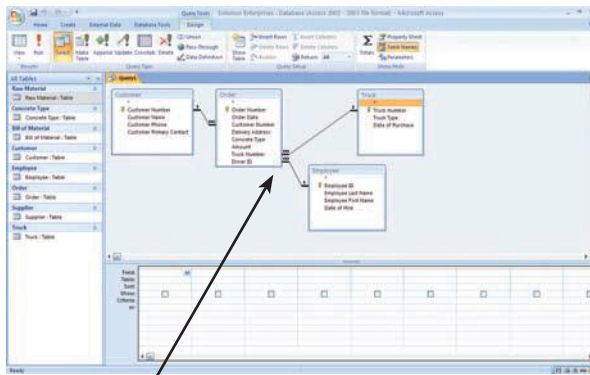 Query Tools Solomon Enterprises - Database (Access 2002 - 2003 file format) - Microsoft Access
Home Create External Data Database Tools Design
View Run Select Make Table Append Update Crosstab Delete
Union
Pass-Through
Data Definition
Show Table
Insert Rows
Delete Rows
Builder
Insert Columns
Delete Columns
Return: All
Totals
Property Sheet
Table Names
Parameters
Results Query Type Query Setup Show/Hide
All Tables
Query1
Raw Material
Raw Material : Table
Concrete Type
Concrete Type : Table
Bill of Material
Bill of Material : Table
Customer
Customer : Table
Employee
Employee : Table
Order
Order : Table
Supplier
Supplier : Table
Truck
Truck : Table
Customer
*
Customer Number
Customer Name
Customer Phone
Customer Primary Contact
Order
*
Order Number
Order Date
Customer Number
Delivery Address
Concrete Type
Amount
Truck Number
Driver ID
Truck
*
Truck Number
Truck Type
Date of Purchase
Employee
*
Employee ID
Employee Last Name
Employee First Name
Date of Hire
Field:
Table:
Sort:
Show:
Criteria:
or:
Ready